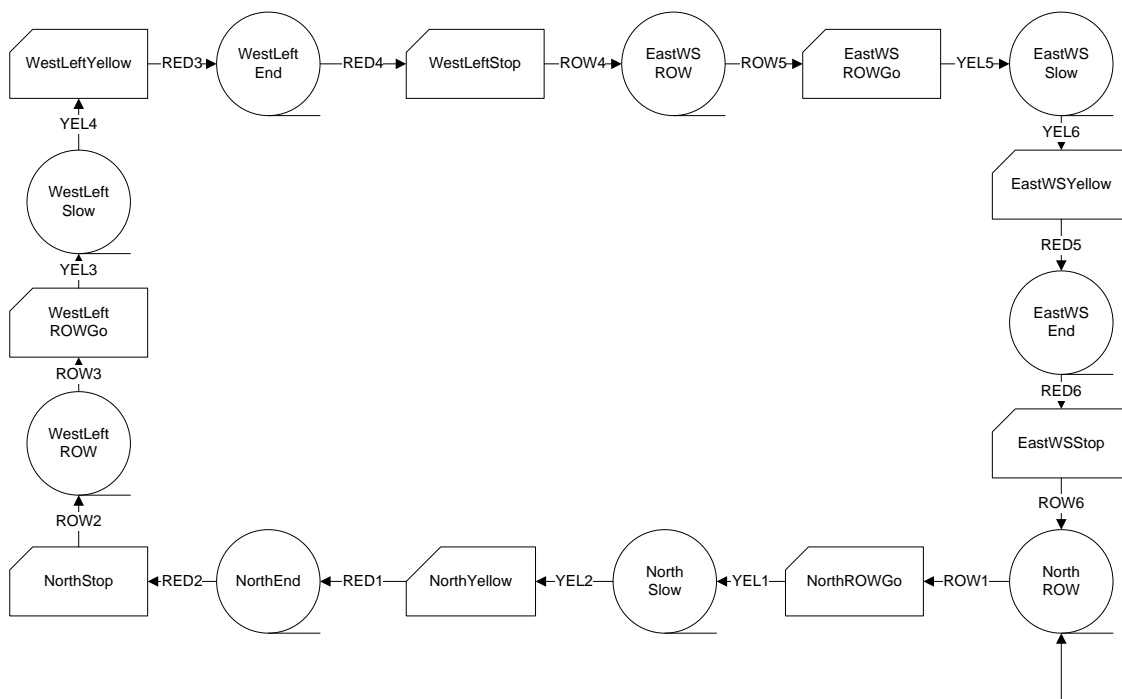 WestLeftYellow
RED3
WestLeft
End
RED4
WestLeftStop
ROW4
EastWS
ROW
ROW5
EastWS
ROWGo
YEL5
EastWS
Slow
YEL4
YEL6
WestLeft
Slow
EastWSYellow
YEL3
RED5
WestLeft
ROWGo
EastWS
End
ROW3
RED6
WestLeft
ROW
EastWSStop
ROW2
ROW6
NorthStop
RED2
NorthEnd
RED1
NorthYellow
YEL2
North
Slow
YEL1
NorthROWGo
ROW1
North
ROW